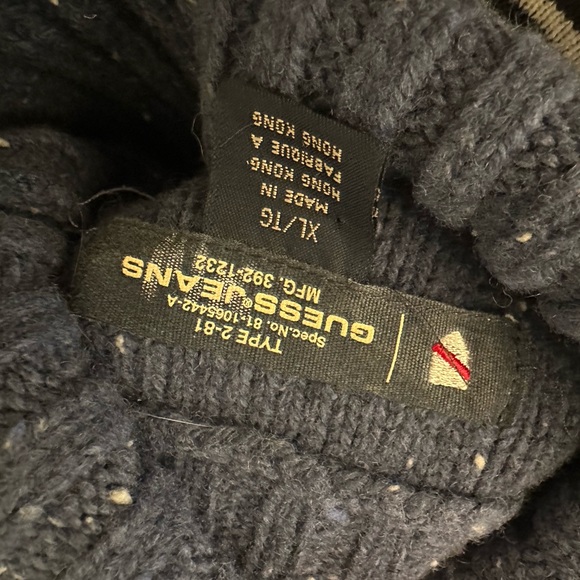 TYPE 2-81
Spec.No. 81-1065442-A
GUESS® JEANS
MFG. 392-1232
XL/TG
MADE IN
HONG KONG
FABRIQUE A
HONG KONG